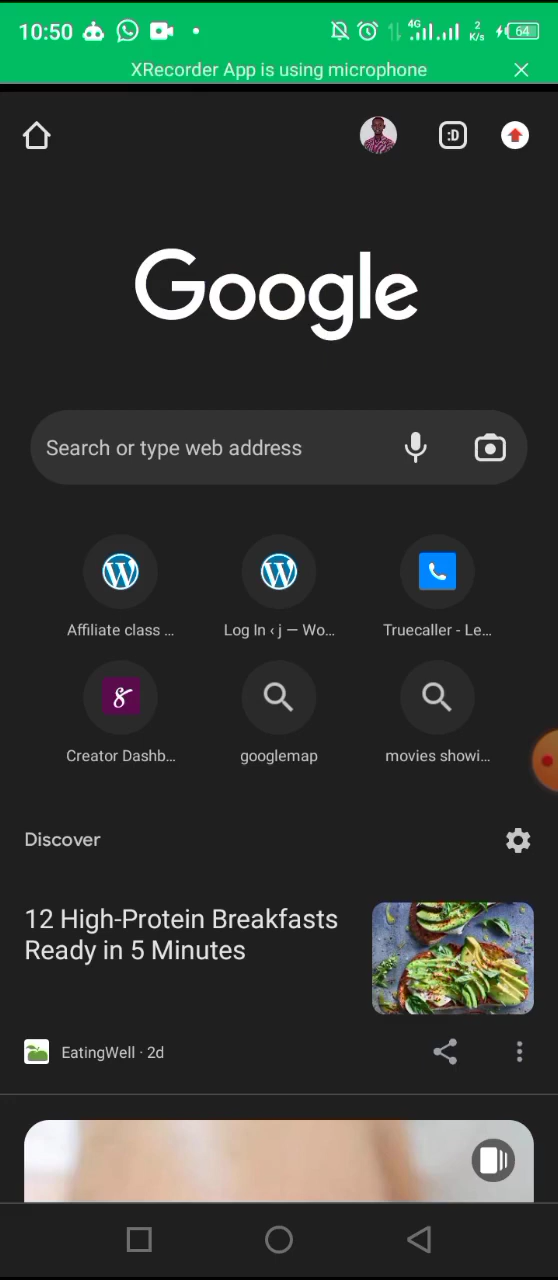 10:50
4G
2
K/s
64
XRecorder App is using microphone
:D
Google
Search or type web address
Affiliate class ...
Log In ‹ j — Wo...
Truecaller - Le...
Creator Dashb...
googlemap
movies showi...
Discover
12 High-Protein Breakfasts
Ready in 5 Minutes
EatingWell · 2d